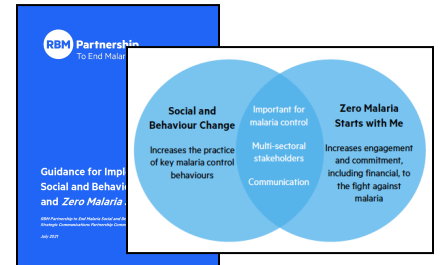 RBM Partnership
To End Malar
Guidance for Impl
Social and Behavio
and Zero Malaria
RBM Partnership to End Malaria Social and Be
Strategic Communications Partnership Comm
July 2021
Social and
Behaviour Change
Increases the practice
of key malaria control
behaviours
Important for
malaria control
Multi-sectoral
stakeholders
Communication
Zero Malaria
Starts with Me
Increases engagement
and commitment,
including financial, to
the fight against
malaria